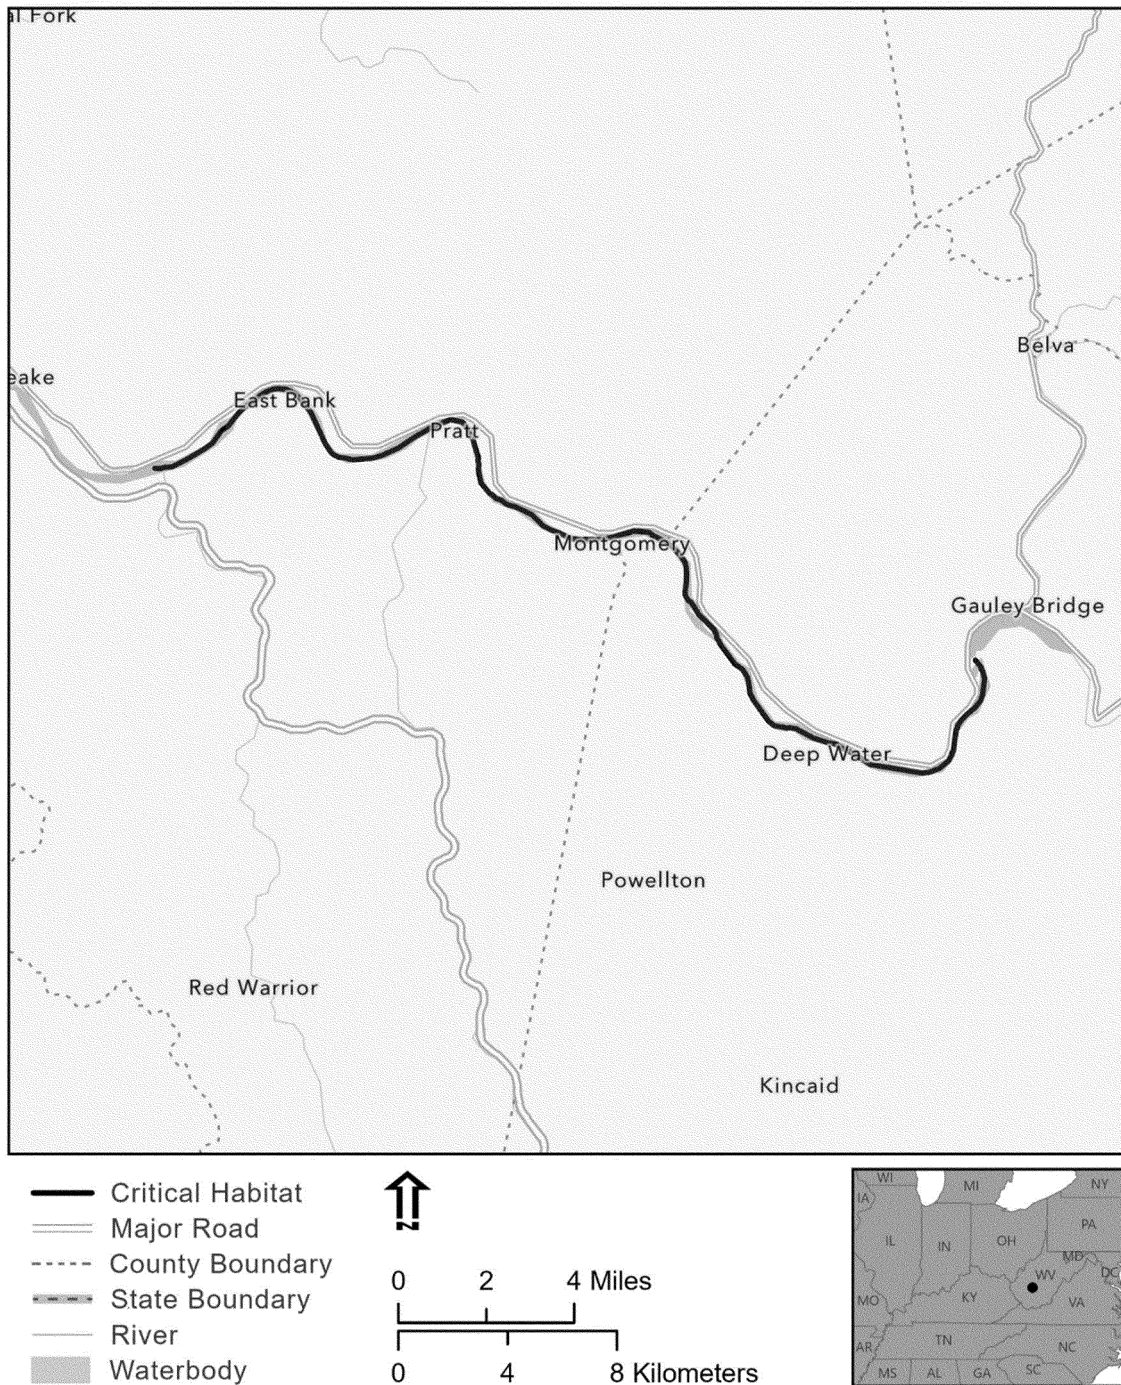 al Fork
Belva
eake
East Bank
Pratt
Montgomery
Gauley Bridge
Deep Water
Powellton
Red Warrior
Kincaid
Critical Habitat
Major Road
County Boundary
State Boundary
River
Waterbody
N
0 2 4 Miles
0 4 8 Kilometers
WI MI NY
IA
IL IN OH PA
MD
WV DC
MO KY VA
AR TN NC
MS AL GA SC